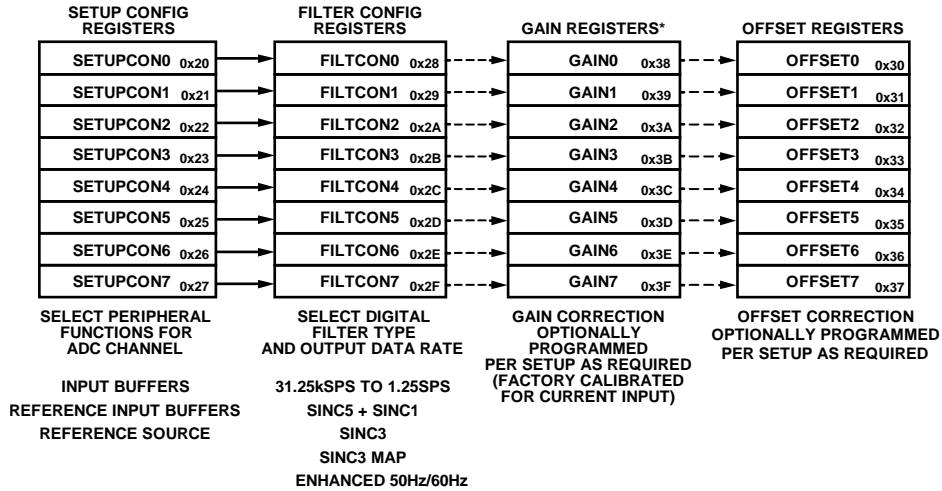 SETUP CONFIG
REGISTERS
SETUPCON0 0x20
SETUPCON1 0x21
SETUPCON2 0x22
SETUPCON3 0x23
SETUPCON4 0x24
SETUPCON5 0x25
SETUPCON6 0x26
SETUPCON7 0x27
SELECT PERIPHERAL
FUNCTIONS FOR
ADC CHANNEL
INPUT BUFFERS
REFERENCE INPUT BUFFERS
REFERENCE SOURCE
FILTER CONFIG
REGISTERS
FILTCON0 0x28
FILTCON1 0x29
FILTCON2 0x2A
FILTCON3 0x2B
FILTCON4 0x2C
FILTCON5 0x2D
FILTCON6 0x2E
FILTCON7 0x2F
SELECT DIGITAL
FILTER TYPE
AND OUTPUT DATA RATE
31.25kSPS TO 1.25SPS
SINC5 + SINC1
SINC3
SINC3 MAP
ENHANCED 50Hz/60Hz
GAIN REGISTERS*
GAIN0 0x38
GAIN1 0x39
GAIN2 0x3A
GAIN3 0x3B
GAIN4 0x3C
GAIN5 0x3D
GAIN6 0x3E
GAIN7 0x3F
GAIN CORRECTION
OPTIONALLY
PROGRAMMED
PER SETUP AS REQUIRED
(FACTORY CALIBRATED
FOR CURRENT INPUT)
OFFSET REGISTERS
OFFSET0 0x30
OFFSET1 0x31
OFFSET2 0x32
OFFSET3 0x33
OFFSET4 0x34
OFFSET5 0x35
OFFSET6 0x36
OFFSET7 0x37
OFFSET CORRECTION
OPTIONALLY PROGRAMMED
PER SETUP AS REQUIRED